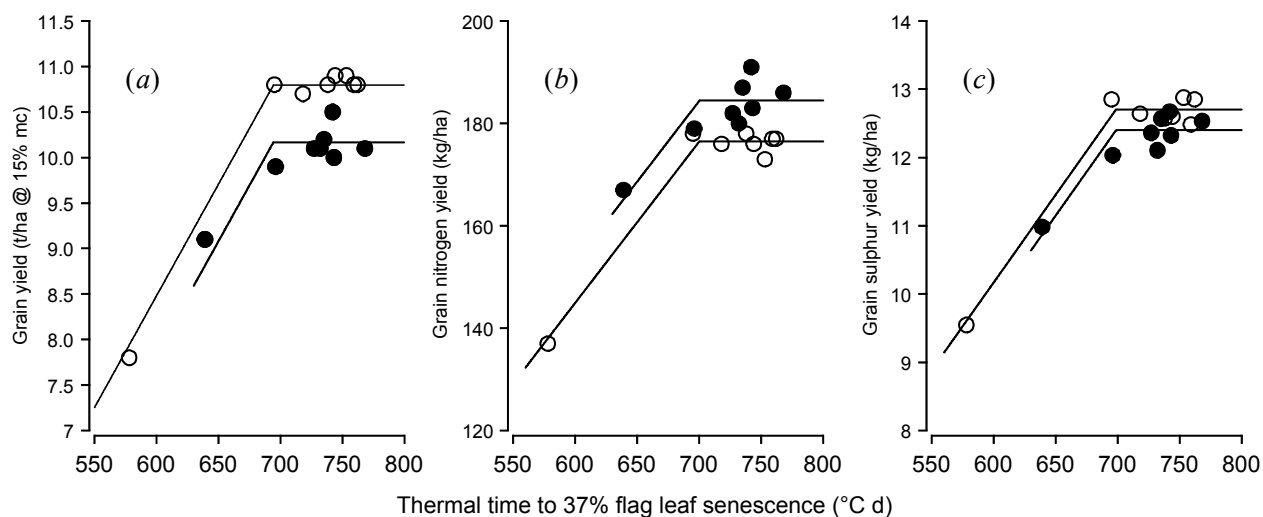 (a)
Grain yield (t/ha @ 15% mc)
11.5
11.0
10.5
10.0
9.5
9.0
8.5
8.0
7.5
7
550 600 650 700 750 800
(b)
Grain nitrogen yield (kg/ha)
200
180
160
140
120
550 600 650 700 750 800
(c)
Grain sulphur yield (kg/ha)
14
13
12
11
10
9
8
550 600 650 700 750 800
Thermal time to 37% flag leaf senescence (°C d)